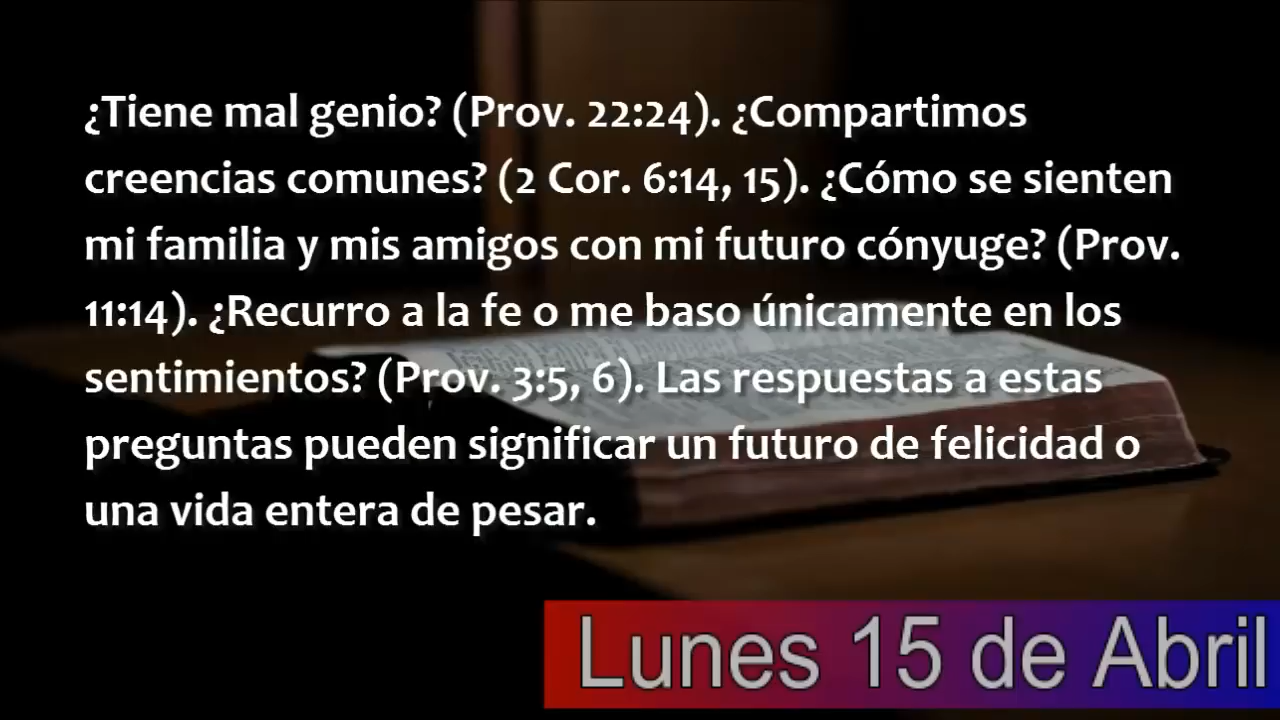 ¿Tiene mal genio? (Prov. 22:24). ¿Compartimos
creencias comunes? (2 Cor. 6:14, 15). ¿Cómo se sienten
mi familia y mis amigos con mi futuro cónyuge? (Prov.
11:14). ¿Recurro a la fe o me baso únicamente en los
sentimientos? (Prov. 3:5, 6). Las respuestas a estas
preguntas pueden significar un futuro de felicidad o
una vida entera de pesar.
Lunes 15 de Abril